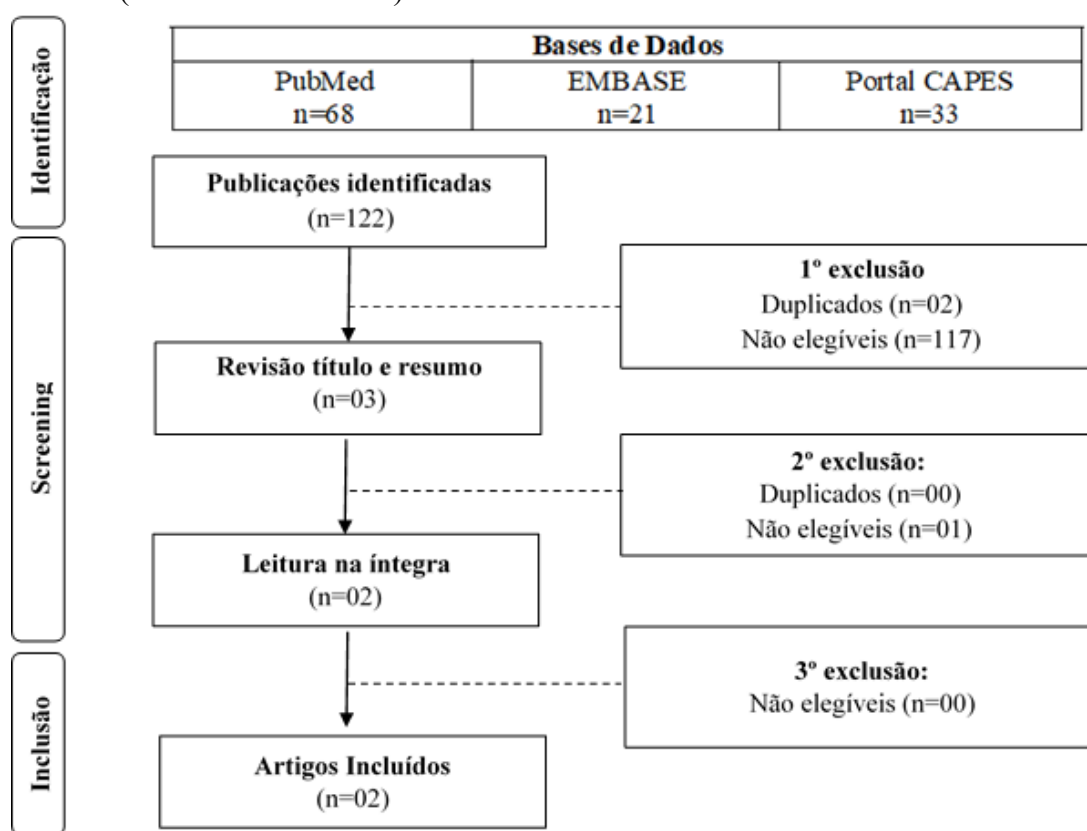 Identificação
Bases de Dados
PubMed
n=68
EMBASE
n=21
Portal CAPES
n=33
Publicações identificadas
(n=122)
Screening
1º exclusão
Duplicados (n=02)
Não elegíveis (n=117)
Revisão título e resumo
(n=03)
2º exclusão:
Duplicados (n=00)
Não elegíveis (n=01)
Leitura na íntegra
(n=02)
Inclusão
3º exclusão:
Não elegíveis (n=00)
Artigos Incluídos
(n=02)